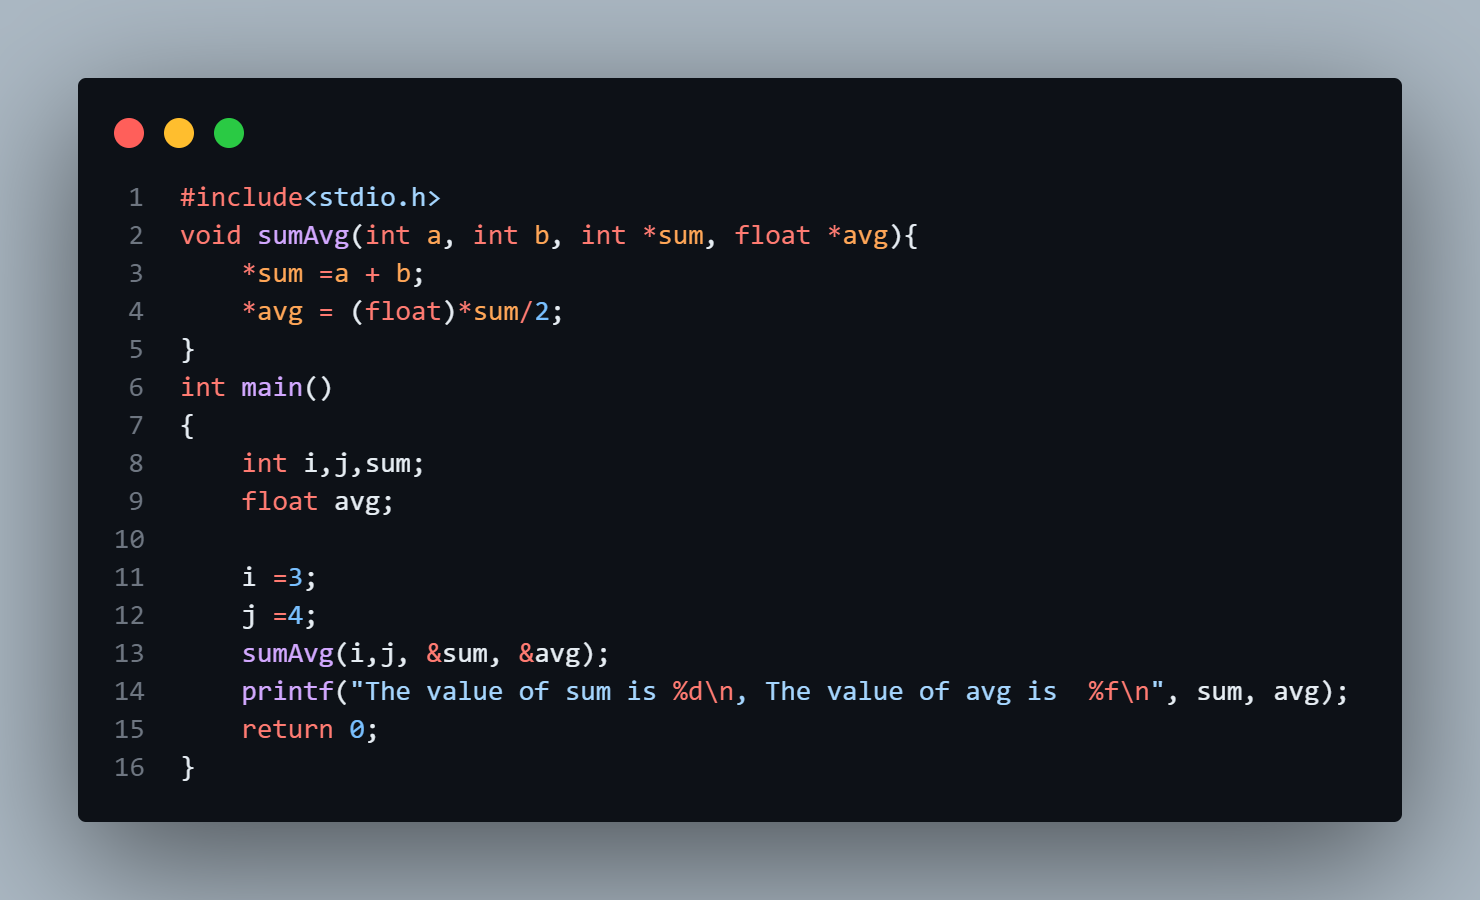 1 #include<stdio.h>
2 void sumAvg(int a, int b, int *sum, float *avg){
3     *sum =a + b;
4     *avg = (float)*sum/2;
5 }
6 int main()
7 {
8     int i,j,sum;
9     float avg;
10
11     i =3;
12     j =4;
13     sumAvg(i,j, &sum, &avg);
14     printf("The value of sum is %d\n, The value of avg is  %f\n", sum, avg);
15     return 0;
16 }